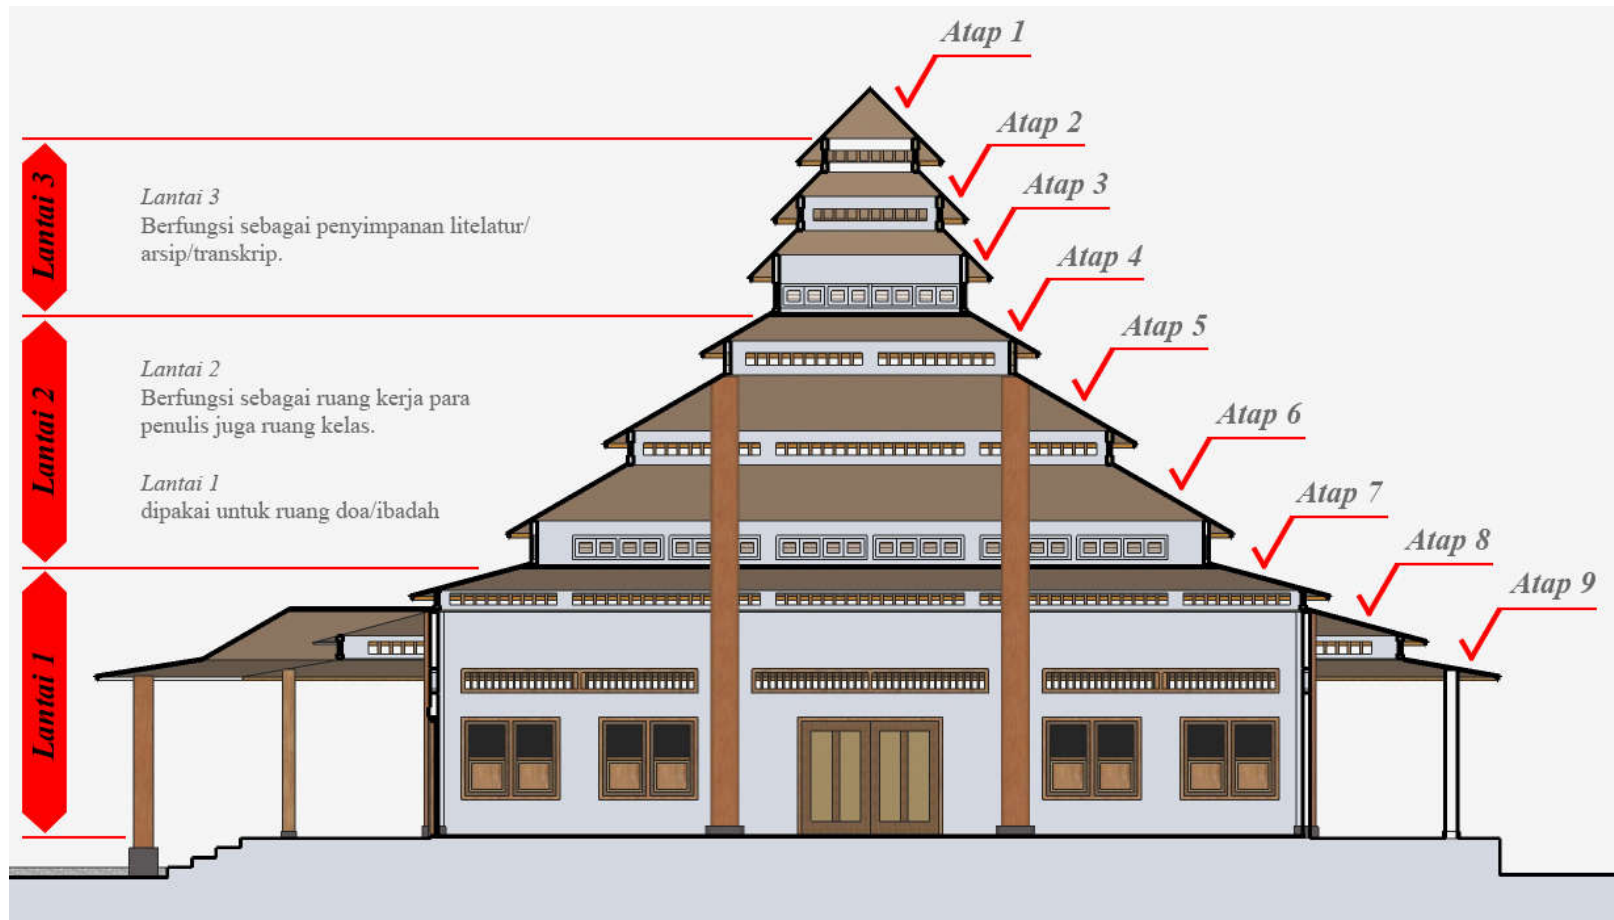 Atap 1
Atap 2
Atap 3
Atap 4
Atap 5
Atap 6
Atap 7
Atap 8
Atap 9
Lantai 3
Lantai 3
Berfungsi sebagai penyimpanan litelatur/
arsip/transkrip.
Lantai 2
Lantai 2
Berfungsi sebagai ruang kerja para
penulis juga ruang kelas.
Lantai 1
dipakai untuk ruang doa/ibadah
Lantai 1